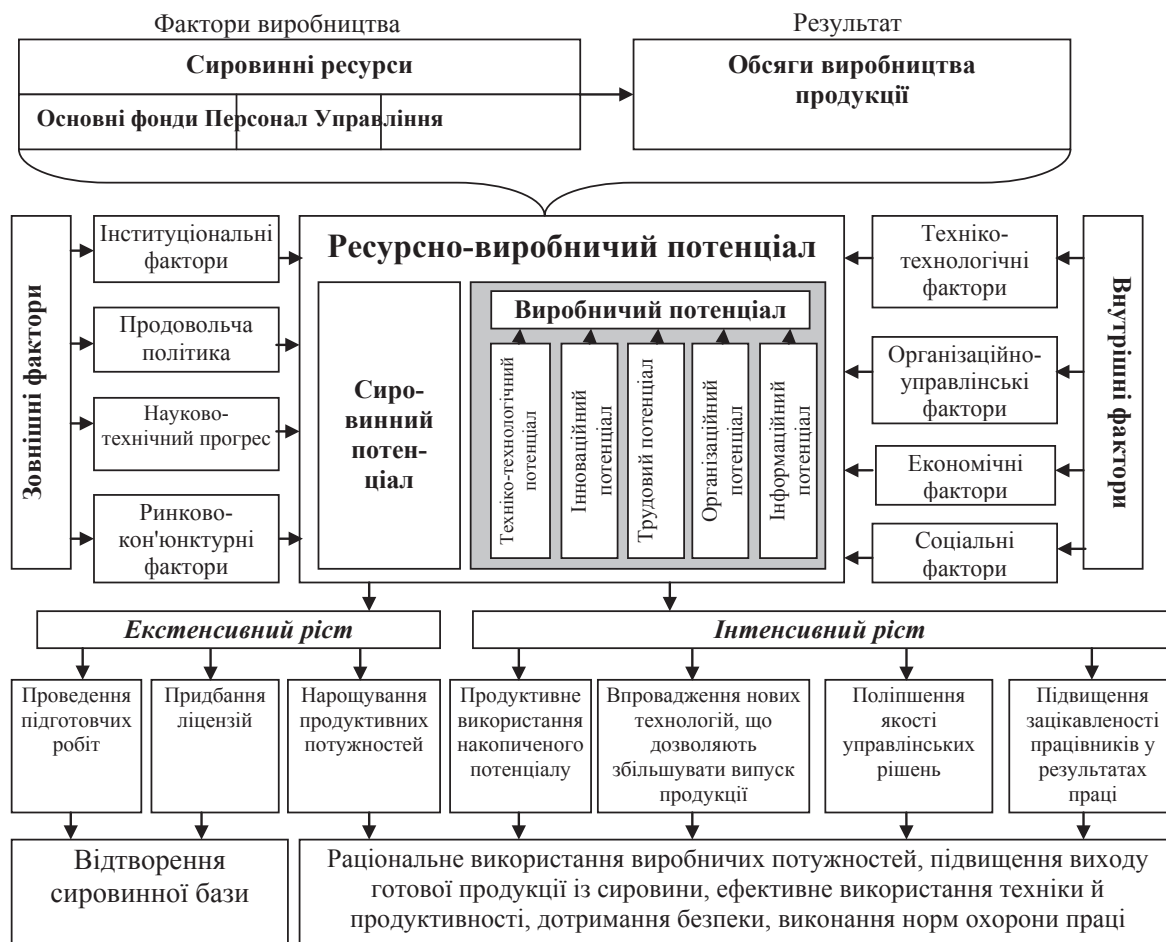 Фактори виробництва
Результат
Сировинні ресурси
Основні фонди Персонал Управління
Обсяги виробництва
продукції
Зовнішні фактори
Інституціональні
фактори
Продовольча
політика
Науково-
технічний прогрес
Ринково-
кон'юнктурні
фактори
Ресурсно-виробничий потенціал
Сиро-
винний
потен-
ціал
Виробничий потенціал
Техніко-технологічний
потенціал
Інноваційний
потенціал
Трудовий потенціал
Організаційний
потенціал
Інформаційний
потенціал
Техніко-
технологічні
фактори
Організаційно-
управлінські
фактори
Економічні
фактори
Соціальні
фактори
Внутрішні фактори
Екстенсивний ріст
Інтенсивний ріст
Проведення
підготовчих
робіт
Придбання
ліцензій
Нарощування
продуктивних
потужностей
Продуктивне
використання
накопиченого
потенціалу
Впровадження нових
технологій, що
дозволяють
збільшувати випуск
продукції
Поліпшення
якості
управлінських
рішень
Підвищення
зацікавленості
працівників у
результатах
праці
Відтворення
сировинної бази
Раціональне використання виробничих потужностей, підвищення виходу
готової продукції із сировини, ефективне використання техніки й
продуктивності, дотримання безпеки, виконання норм охорони праці